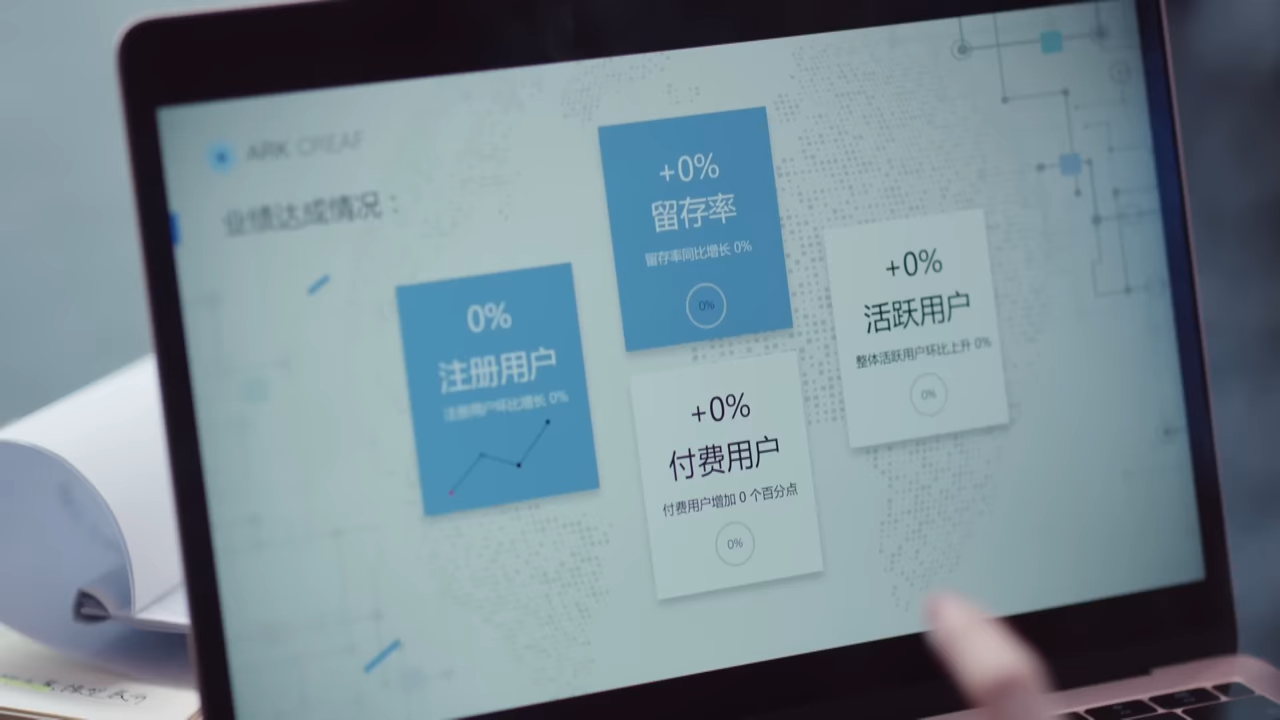 ARK CREAF
业绩达成情况：
+0%
留存率
留存率同比增长 0%
0%
0%
注册用户
注册用户环比增长 0%
+0%
活跃用户
整体活跃用户环比上升 0%
0%
+0%
付费用户
付费用户增加 0 个百分点
0%